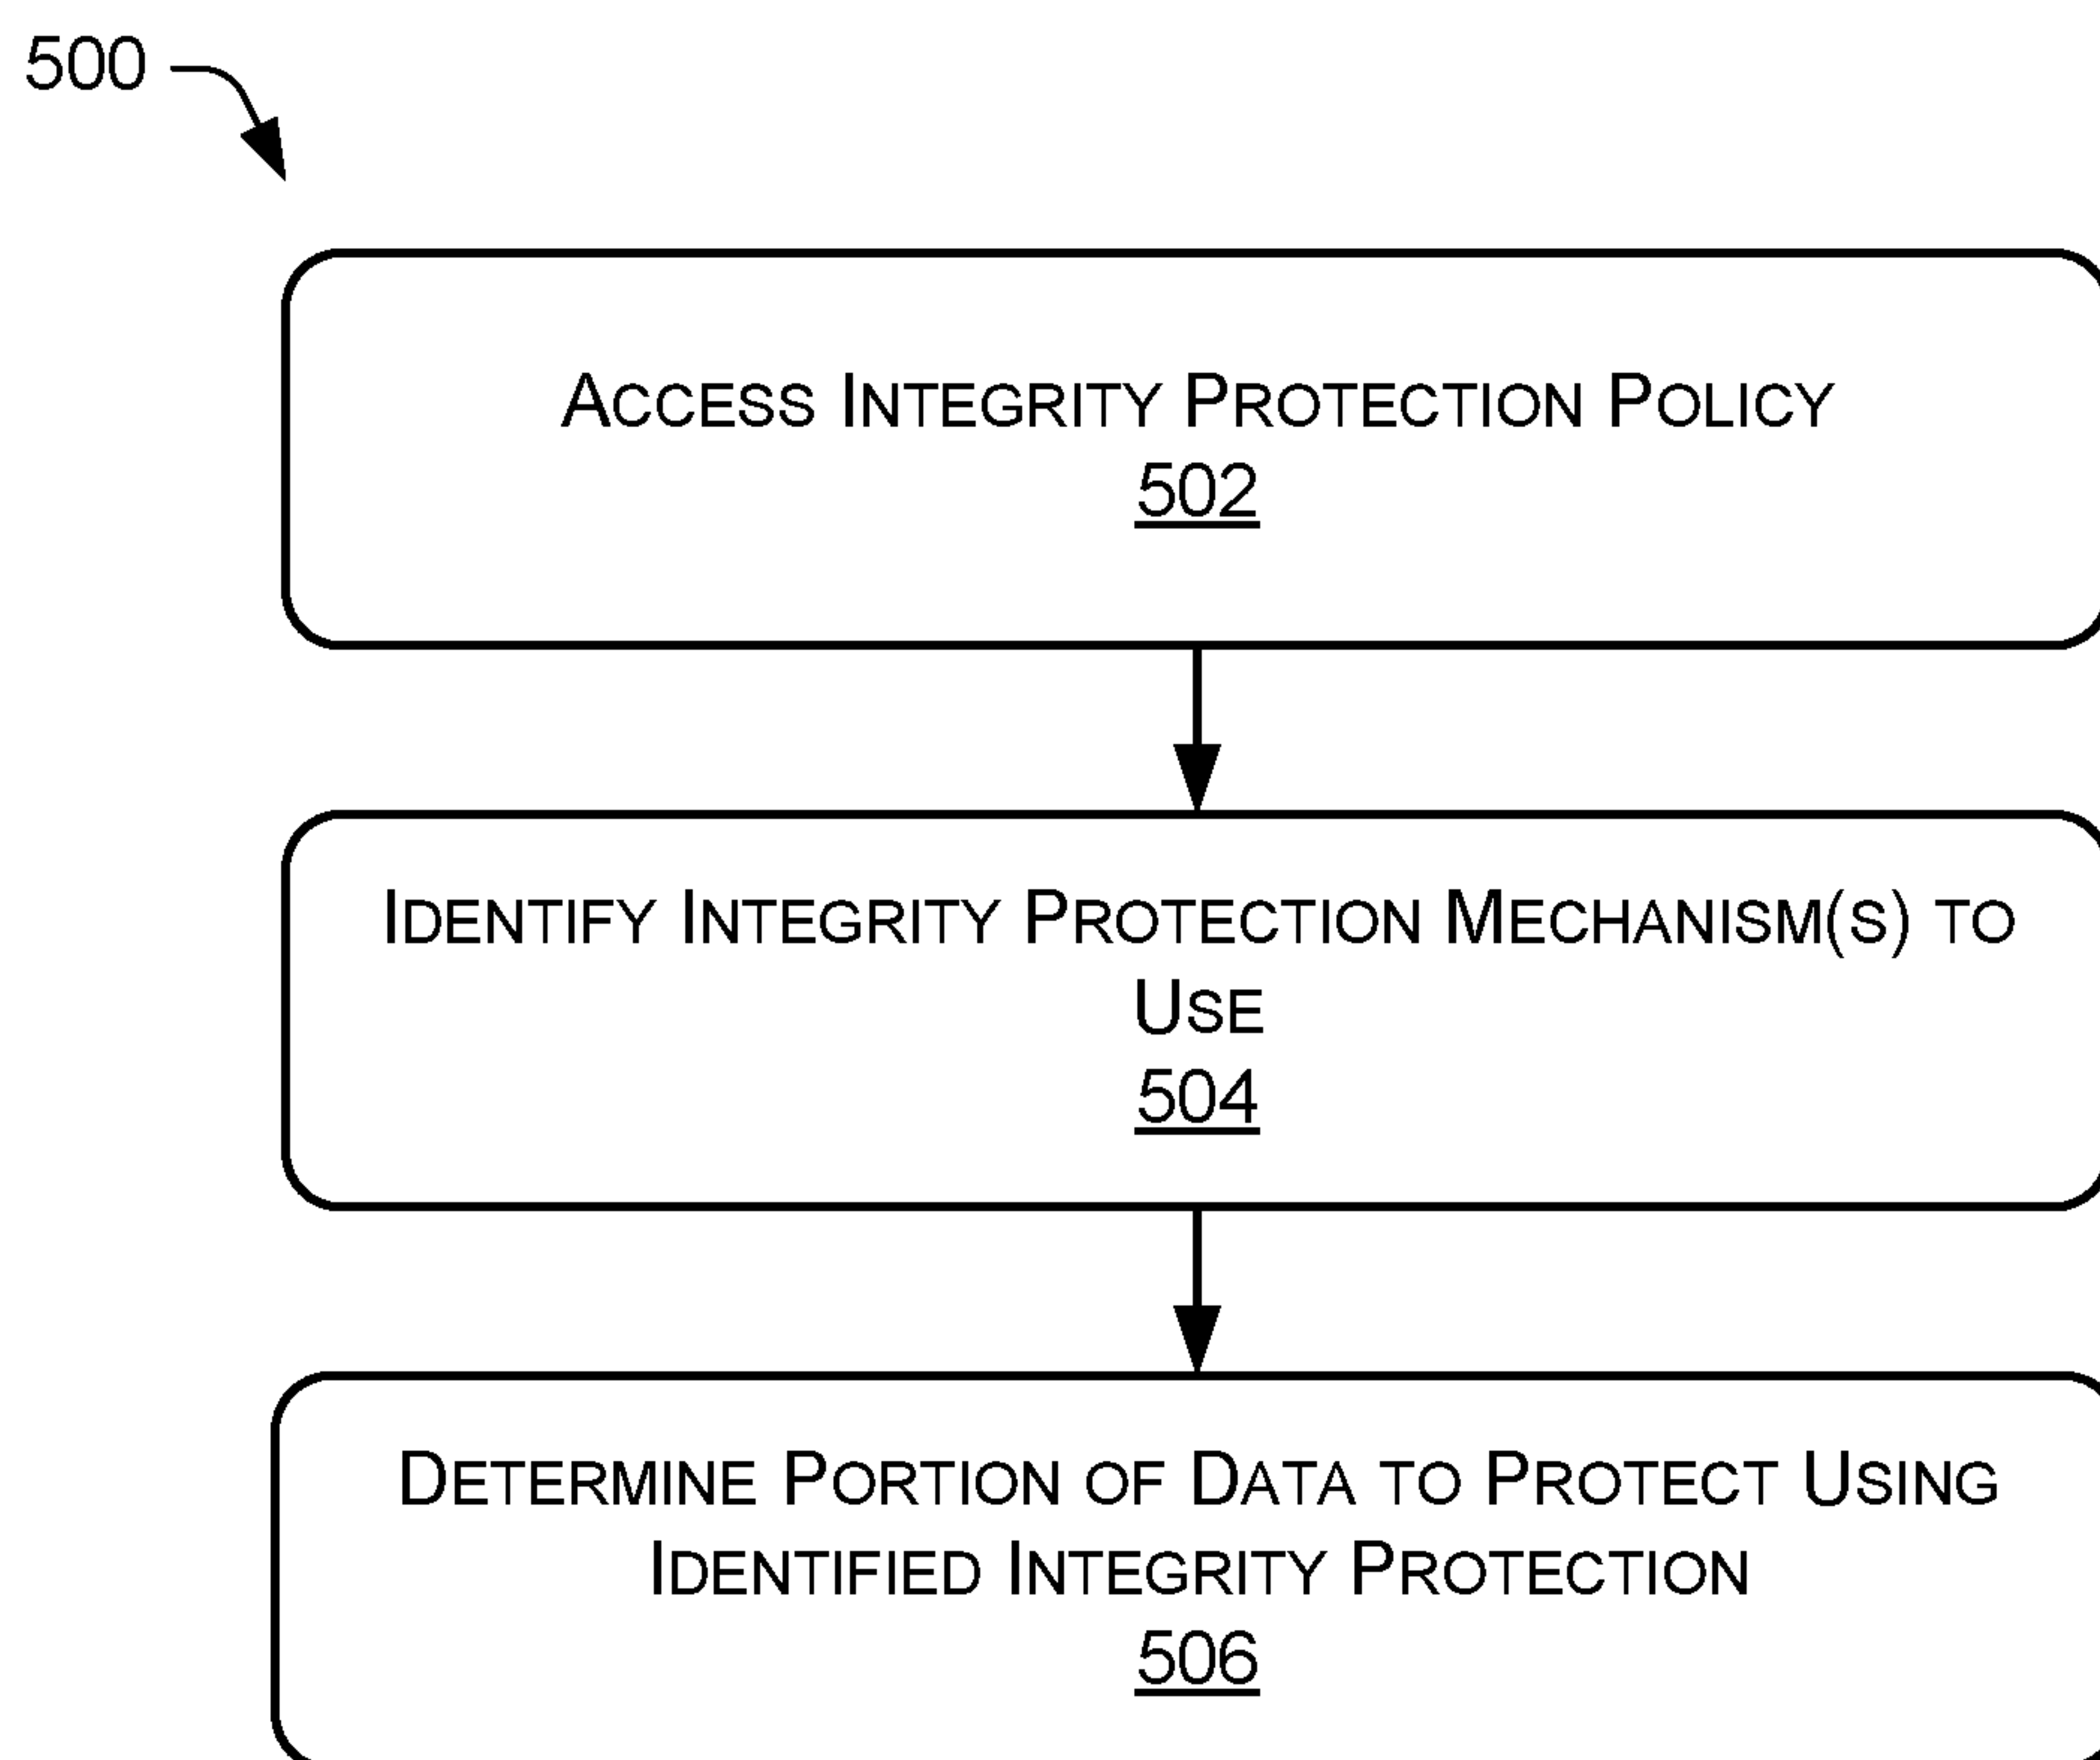 500
Access Integrity Protection Policy
502
Identify Integrity Protection Mechanism(s) to
Use
504
Determine Portion of Data to Protect Using
Identified Integrity Protection
506